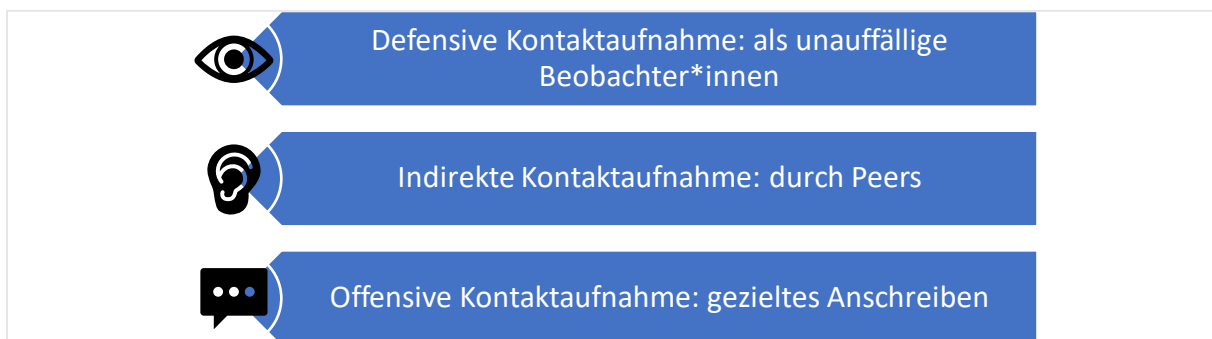 Defensive Kontaktaufnahme: als unauffällige
Beobachter*innen
Indirekte Kontaktaufnahme: durch Peers
Offensive Kontaktaufnahme: gezieltes Anschreiben